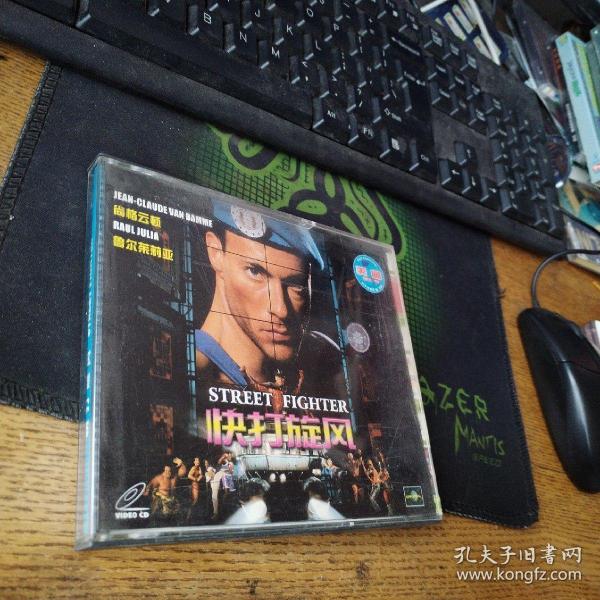 JEAN-CLAUDE VAN DAMME
尚格云顿
RAUL JULIA
鲁尔茱莉亚
STREET FIGHTER
快打旋风
VIDEO CD
RAZER
MANTIS
SPEED
孔夫子旧书网
www.kongfz.com